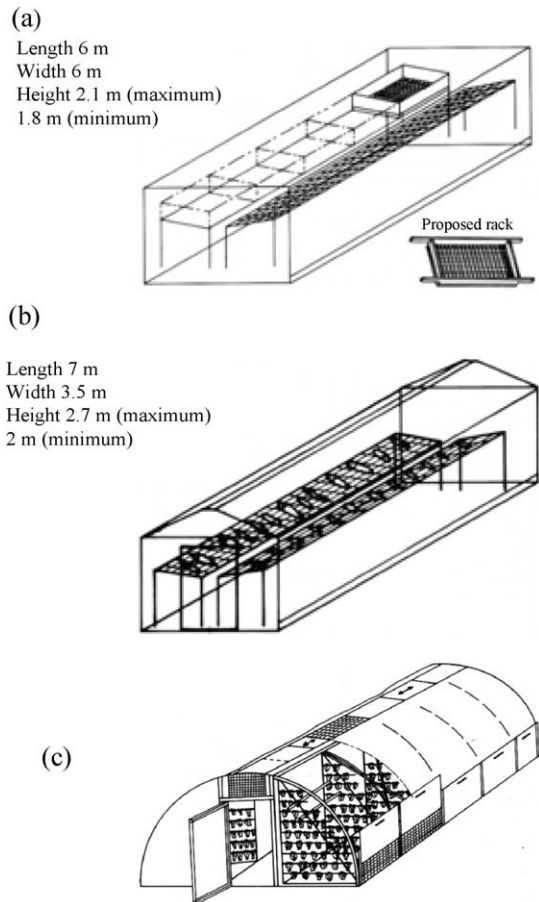 (a)
Length 6 m
Width 6 m
Height 2.1 m (maximum)
1.8 m (minimum)
Proposed rack
(b)
Length 7 m
Width 3.5 m
Height 2.7 m (maximum)
2 m (minimum)
(c)